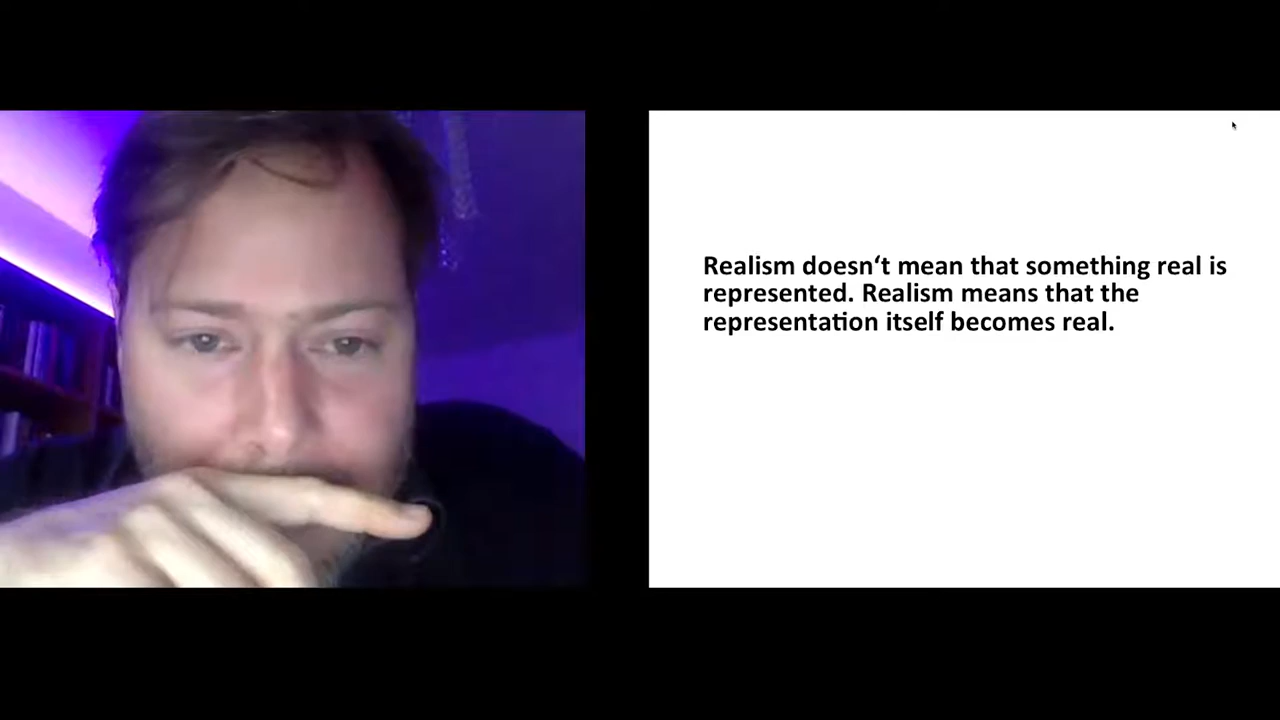 Realism doesn‘t mean that something real is
represented. Realism means that the
representation itself becomes real.